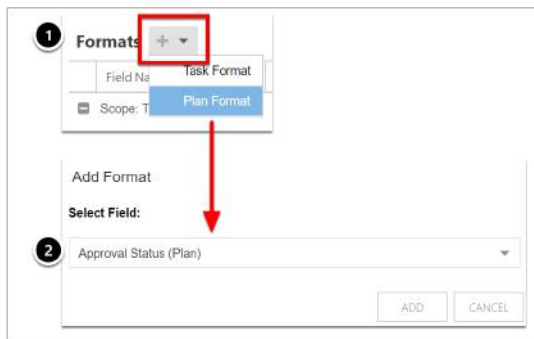 1
Formats
Task Format
Field Na
Plan Format
Scope: T
Add Format
Select Field:
2
Approval Status (Plan)
ADD CANCEL